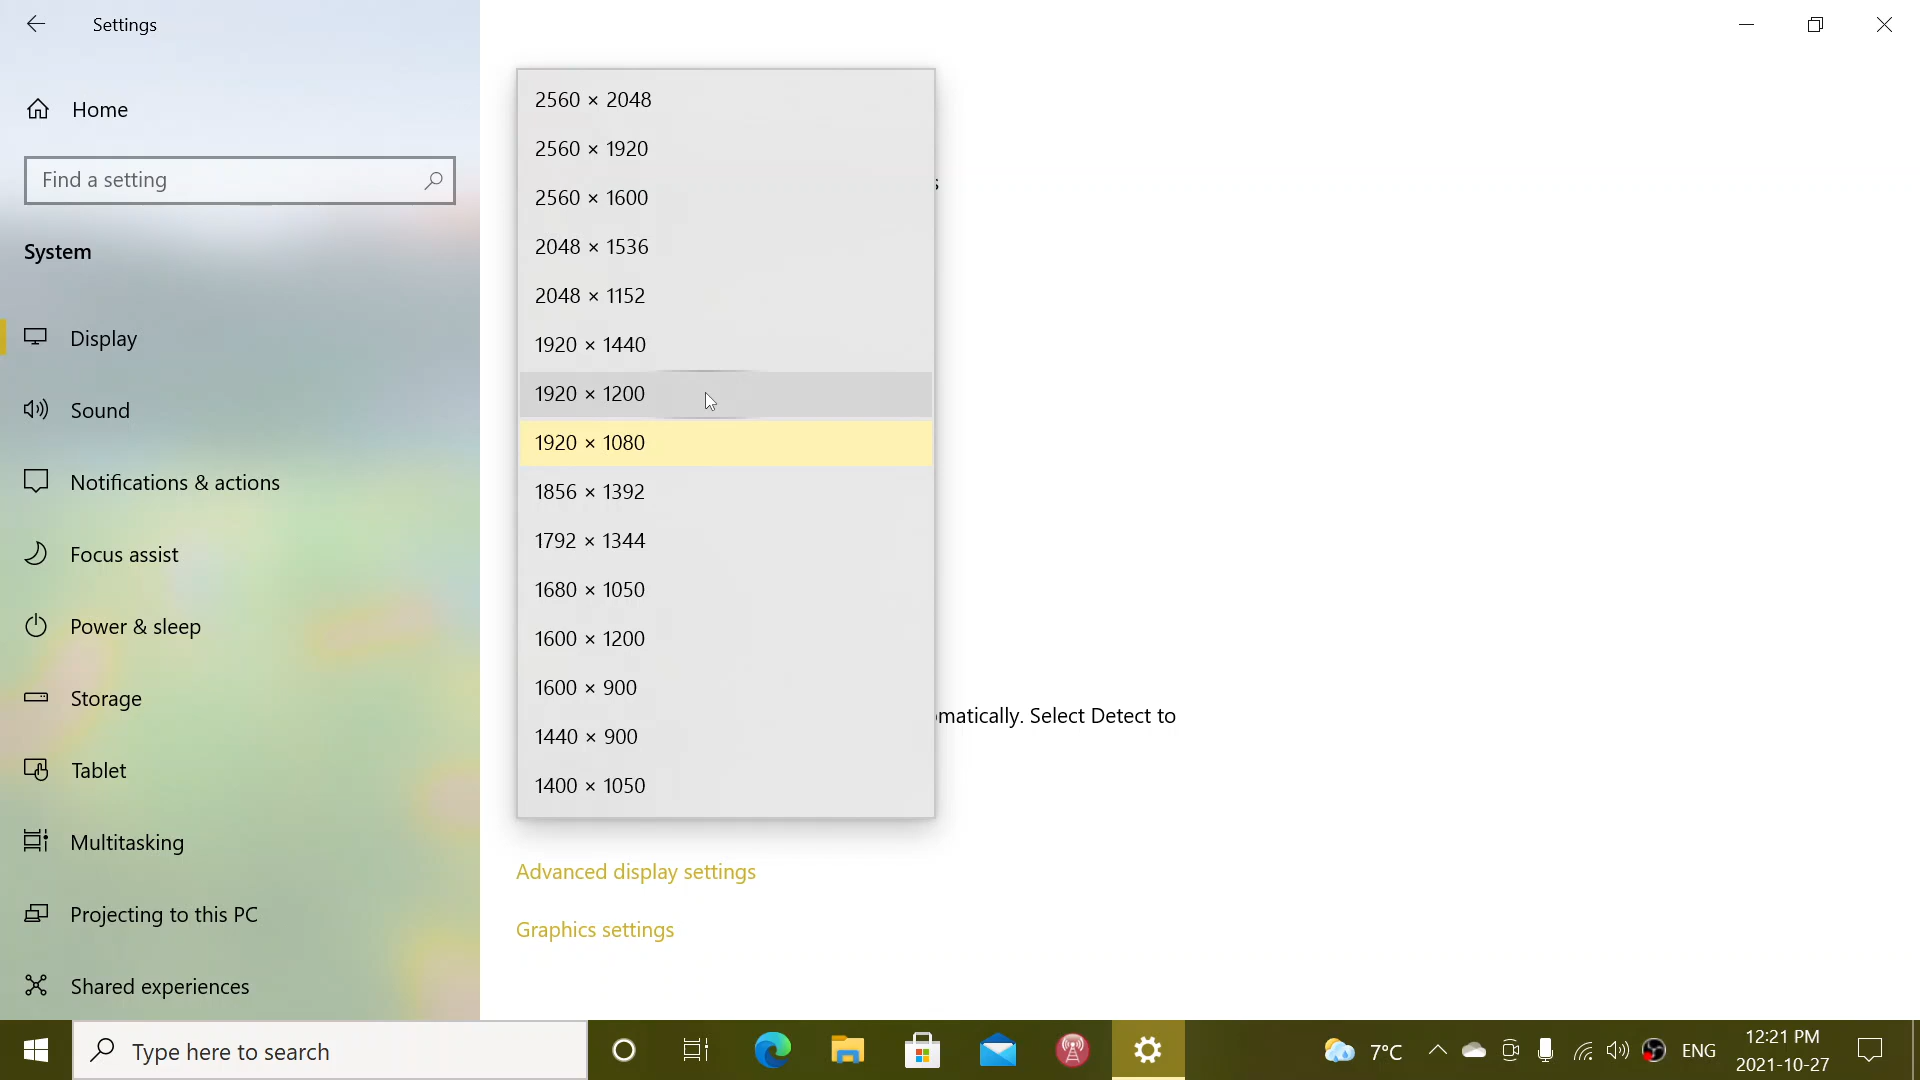 Settings
Home
Find a setting
System
Display
Sound
Notifications & actions
Focus assist
Power & sleep
Storage
Tablet
Multitasking
Projecting to this PC
Shared experiences
2560 × 2048
2560 × 1920
2560 × 1600
2048 × 1536
2048 × 1152
1920 × 1440
1920 × 1200
1920 × 1080
1856 × 1392
1792 × 1344
1680 × 1050
1600 × 1200
1600 × 900
1440 × 900
1400 × 1050
Select Detect to
Advanced display settings
Graphics settings
Type here to search
7°C
ENG
12:21 PM
2021-10-27